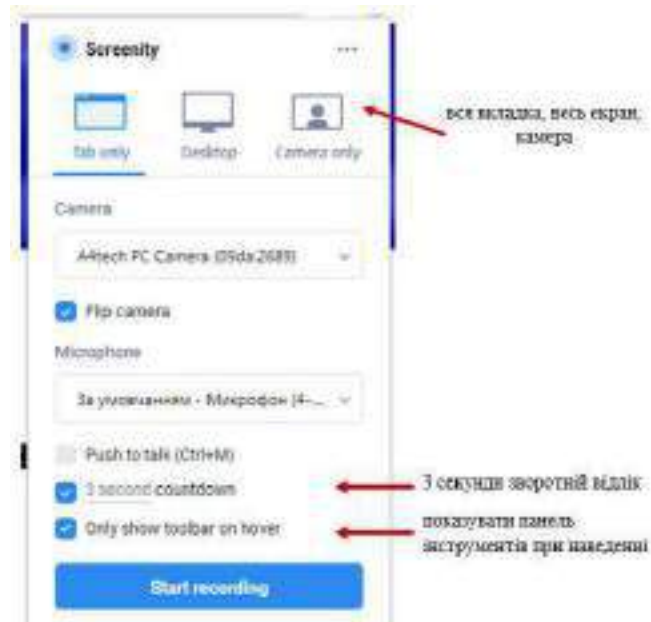 Screenity
Tab only Desktop Camera only
вся вкладка, весь екран,
камера
Camera
A4tech PC Camera (09da:2689)
Flip camera
Microphone
За умовчанням - Микрофон (4-...
Push to talk (Ctrl+M)
3 second countdown
3 секунди зворотній відлік
Only show toolbar on hover
показувати панель
інструментів при наведенні
Start recording